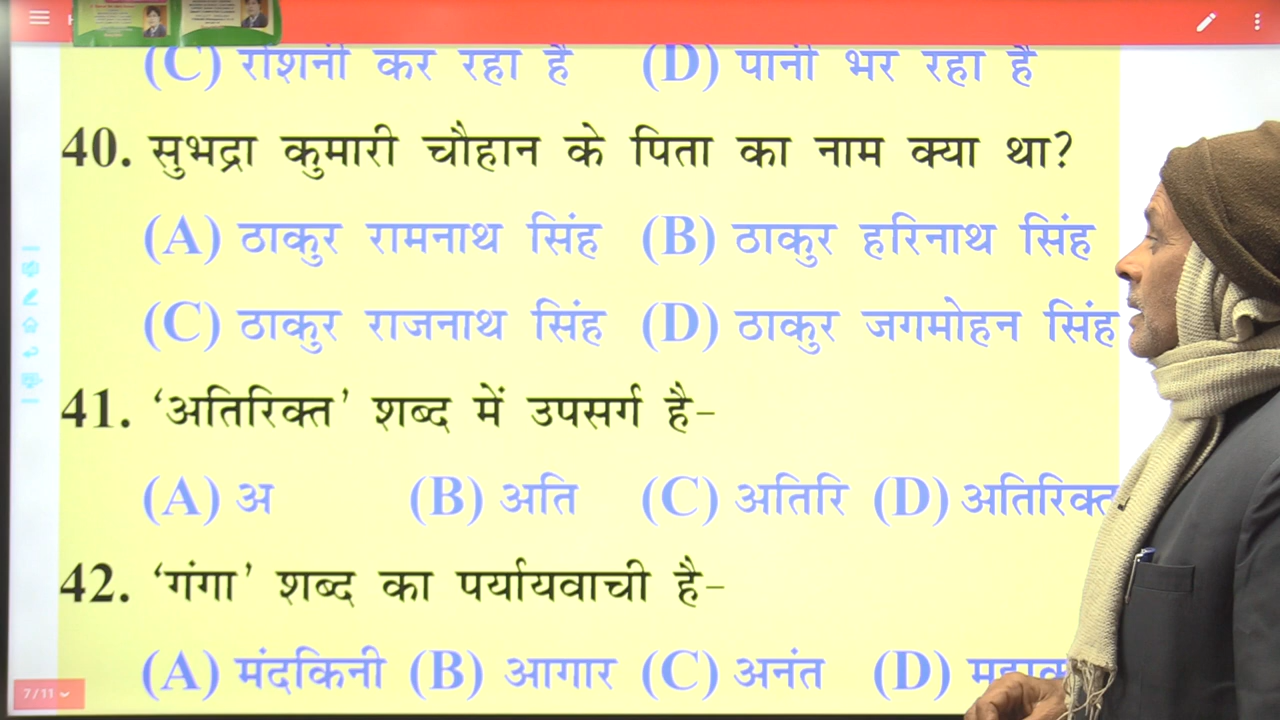 (C) रोशनी कर रहा है (D) पानी भर रहा है
40. सुभद्रा कुमारी चौहान के पिता का नाम क्या था?
(A) ठाकुर रामनाथ सिंह (B) ठाकुर हरिनाथ सिंह
(C) ठाकुर राजनाथ सिंह (D) ठाकुर जगमोहन सिंह
41. ‘अतिरिक्त’ शब्द में उपसर्ग है-
(A) अ (B) अति (C) अतिरि (D) अतिरिक्त
42. ‘गंगा’ शब्द का पर्यायवाची है-
(A) मंदकिनी (B) आगार (C) अनंत (D)
7/11